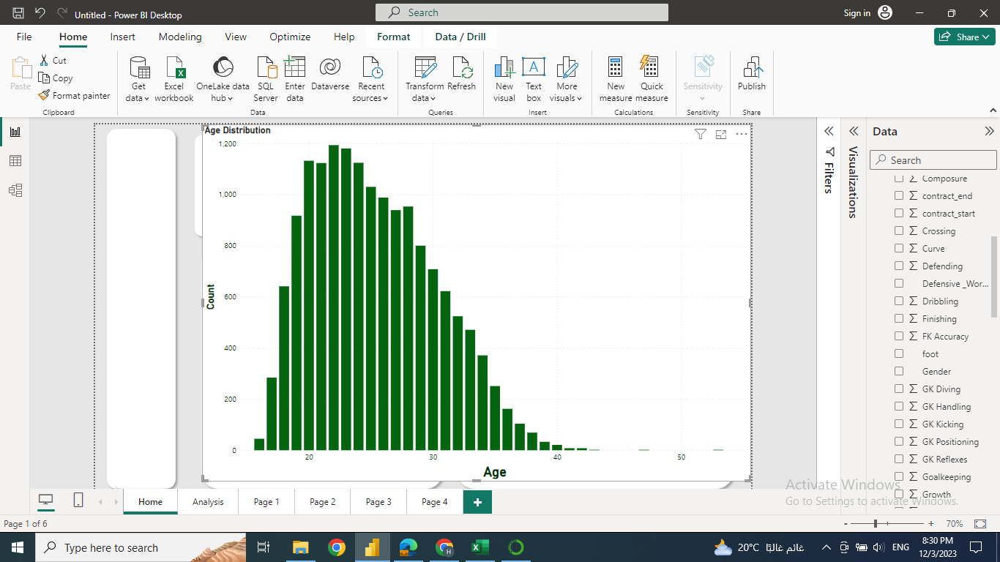 Untitled - Power BI Desktop
Search
Sign in
File Home Insert Modeling View Optimize Help Format Data / Drill
Share
Paste
Cut
Copy
Format painter
Clipboard
Get data
Excel workbook
OneLake data hub
SQL Server
Enter data
Dataverse
Recent sources
Data
Transform data
Refresh
Queries
New visual
Text box
More visuals
Insert
New measure
Quick measure
Calculations
Sensitivity
Sensitivity
Publish
Share
Age Distribution
1,200
1,000
800
600
400
200
0
Count
20 30 40 50
Age
Filters
Visualizations
Data
Search
Composure
contract_end
contract_start
Crossing
Curve
Defending
Defensive _Wor...
Dribbling
Finishing
FK Accuracy
foot
Gender
GK Diving
GK Handling
GK Kicking
GK Positioning
GK Reflexes
Goalkeeping
Growth
Activate Windows
Go to Settings to activate Windows.
Home Analysis Page 1 Page 2 Page 3 Page 4
Page 1 of 6
- + 70%
Type here to search
20°C غائم غالبًا
ENG
8:30 PM
12/3/2023